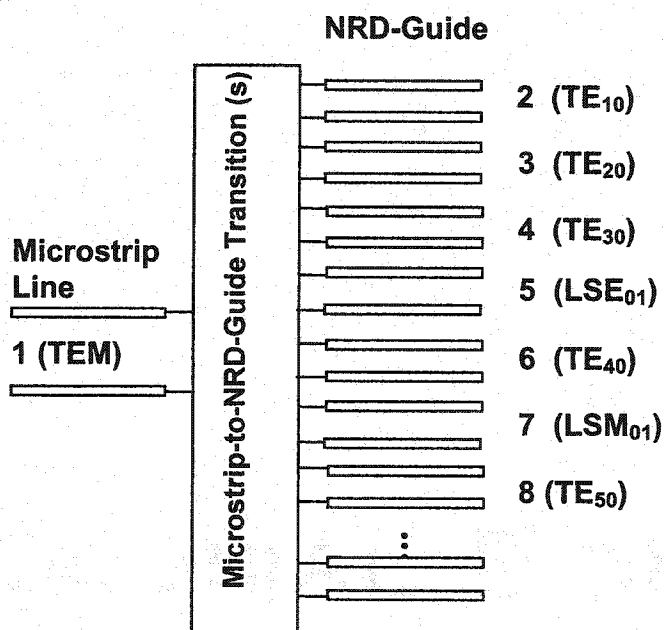 NRD-Guide
Microstrip-to-NRD-Guide Transition (s)
Microstrip
Line
1 (TEM)
2 (TE₁₀)
3 (TE₂₀)
4 (TE₃₀)
5 (LSE₀₁)
6 (TE₄₀)
7 (LSM₀₁)
8 (TE₅₀)